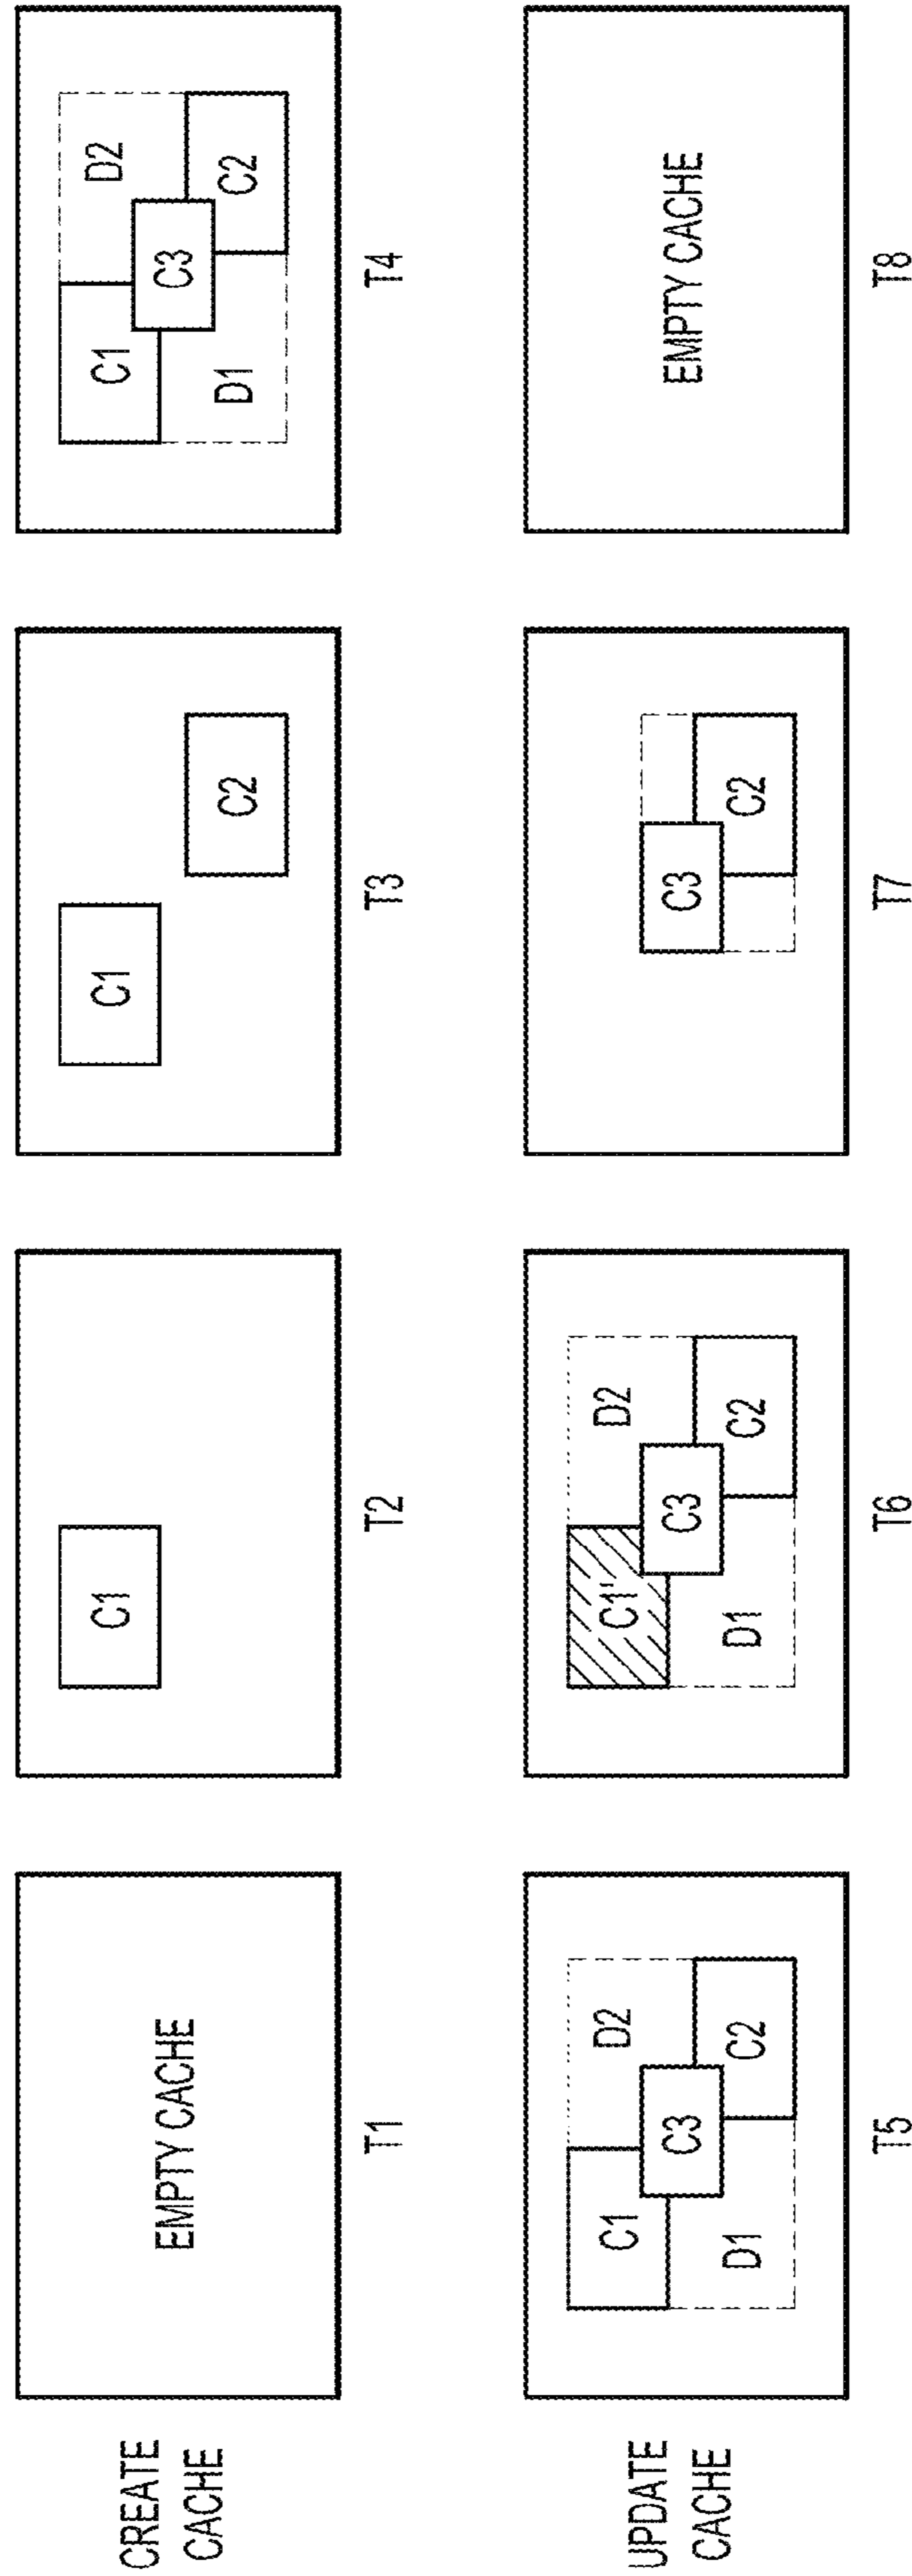 CREATE
CACHE
EMPTY CACHE
T1
C1
T2
C1
C2
T3
C1
D2
C3
D1
C2
T4
UPDATE
CACHE
C1
D2
C3
D1
C2
T5
C1'
D2
C3
D1
C2
T6
C3
C2
T7
EMPTY CACHE
T8